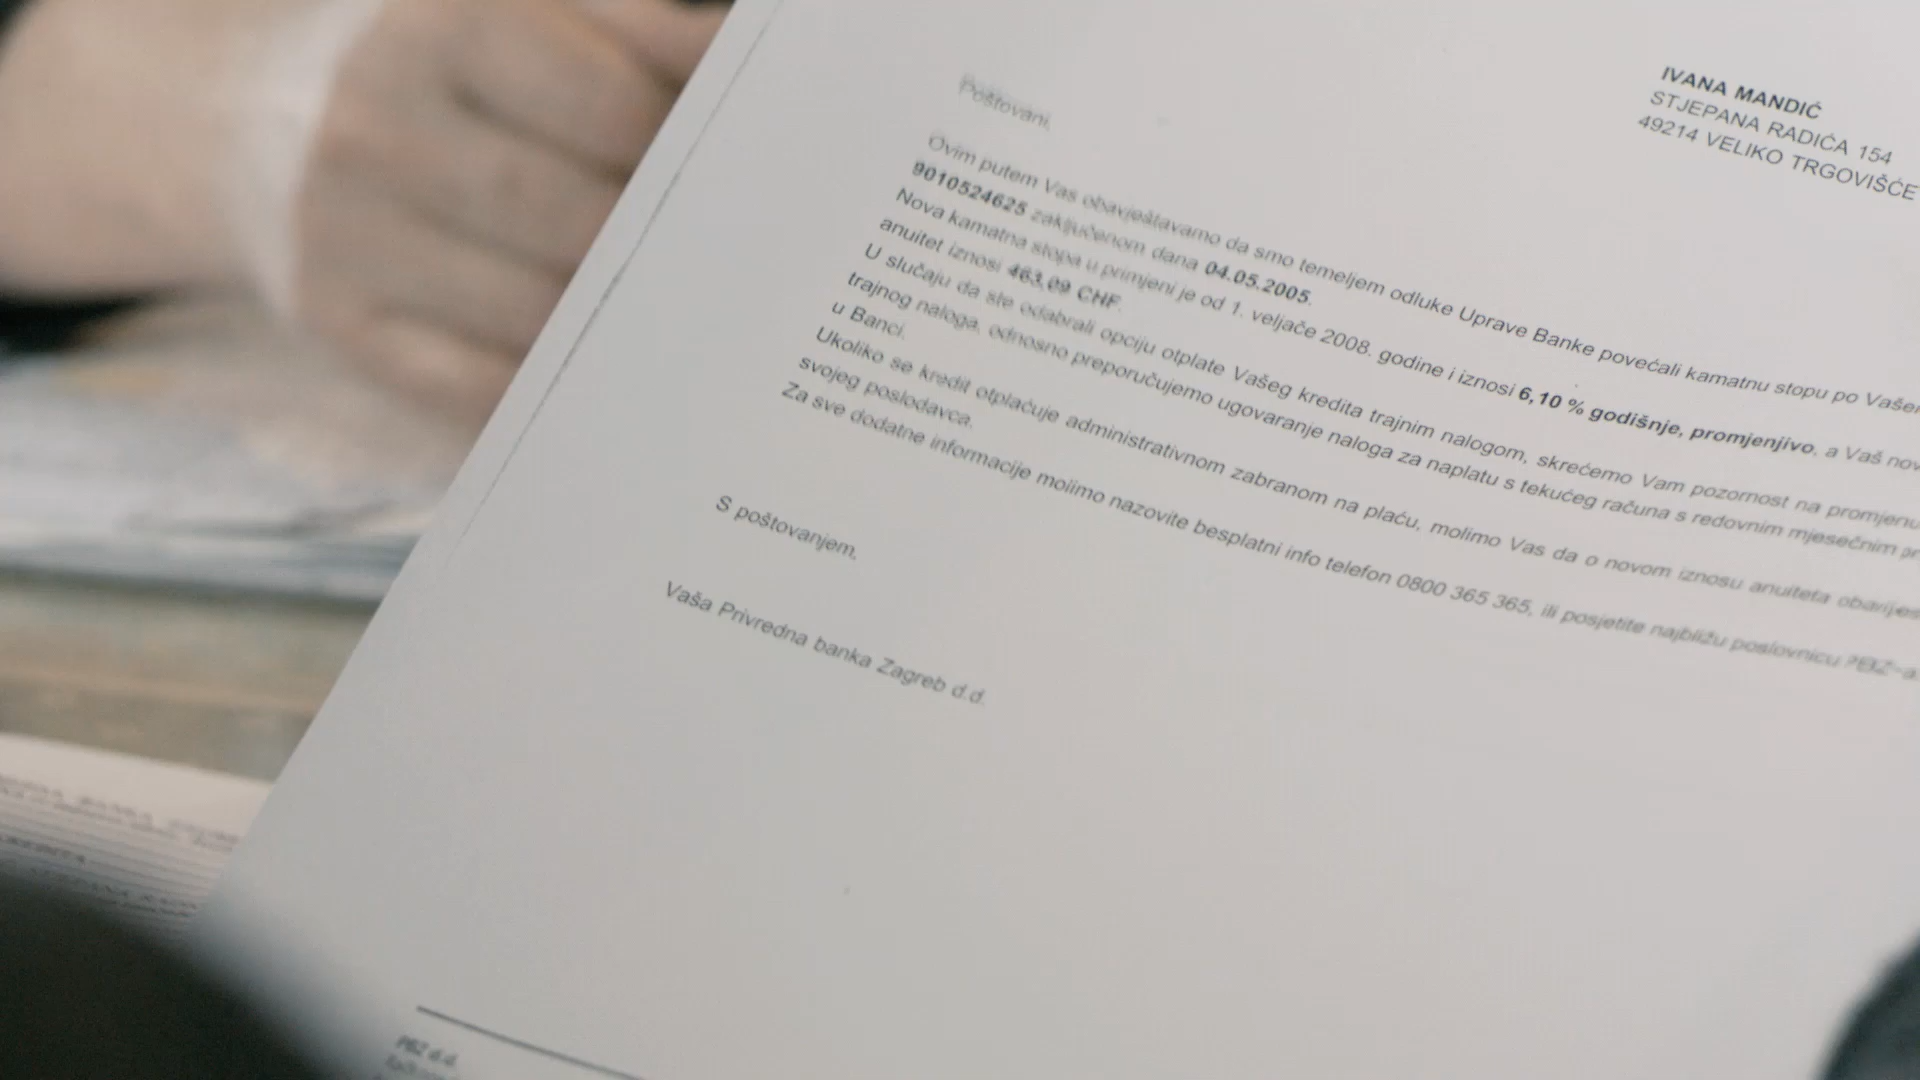 IVANA MANDIĆ
STJEPANA RADIĆA 154
49214 VELIKO TRGOVIŠĆE
Poštovani,
Ovim putem Vas obavještavamo da smo temeljem odluke Uprave Banke povećali kamatnu stopu po Vašem
9010524625 zaključenom dana 04.05.2005.
Nova kamatna stopa u primjeni je od 1. veljače 2008. godine i iznosi 6,10 % godišnje, promjenjivo, a Vaš nov
anuitet iznosi 463,09 CHF.
U slučaju da ste odabrali opciju otplate Vašeg kredita trajnim nalogom, skrećemo Vam pozornost na promjenu
trajnog naloga, odnosno preporučujemo ugovaranje naloga za naplatu s tekućeg računa s redovnim mjesečnim pr
u Banci.
Ukoliko se kredit otplaćuje administrativnom zabranom na plaću, molimo Vas da o novom iznosu anuiteta obavijes
svojeg poslodavca.
Za sve dodatne informacije molimo nazovite besplatni info telefon 0800 365 365, ili posjetite najbližu poslovnicu PBZ-a.
S poštovanjem,
Vaša Privredna banka Zagreb d.d.
PBZ d.d.